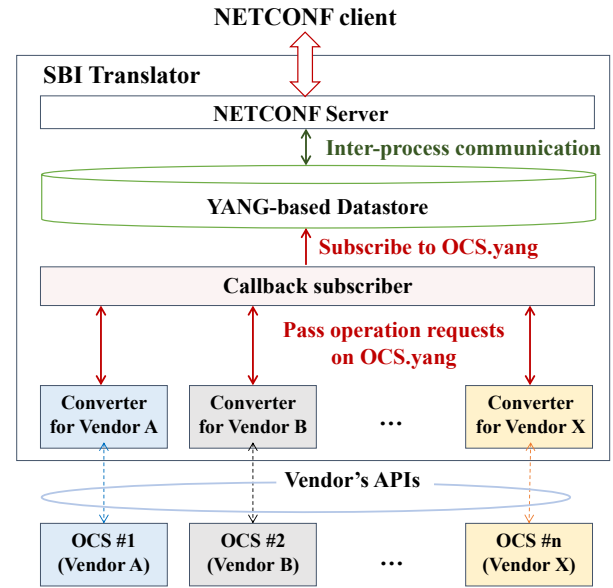 NETCONF client
SBI Translator
NETCONF Server
Inter-process communication
YANG-based Datastore
Subscribe to OCS.yang
Callback subscriber
Pass operation requests
on OCS.yang
Converter
for Vendor A
Converter
for Vendor B
...
Converter
for Vendor X
Vendor's APIs
OCS #1
(Vendor A)
OCS #2
(Vendor B)
...
OCS #n
(Vendor X)